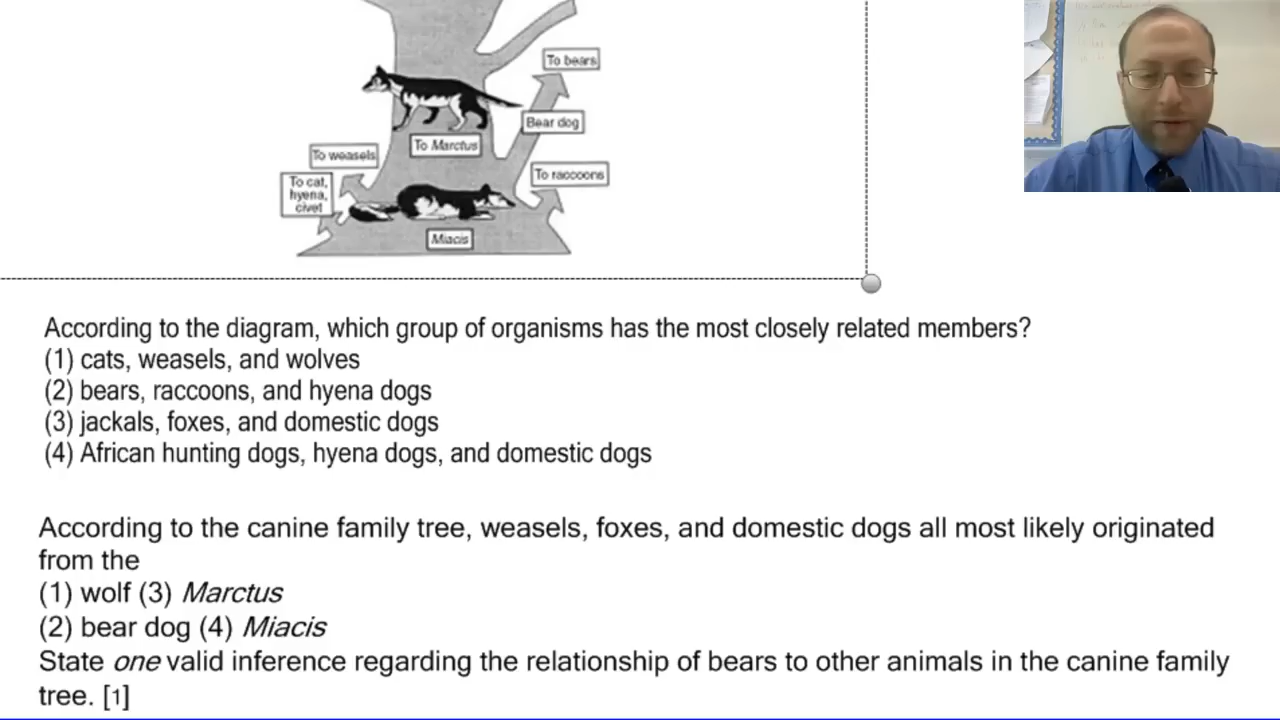 To bears
Bear dog
To Marctus
To weasels
To raccoons
To cat,
hyena,
civet
Miacis
According to the diagram, which group of organisms has the most closely related members?
(1) cats, weasels, and wolves
(2) bears, raccoons, and hyena dogs
(3) jackals, foxes, and domestic dogs
(4) African hunting dogs, hyena dogs, and domestic dogs
According to the canine family tree, weasels, foxes, and domestic dogs all most likely originated
from the
(1) wolf (3) Marctus
(2) bear dog (4) Miacis
State one valid inference regarding the relationship of bears to other animals in the canine family
tree. [1]